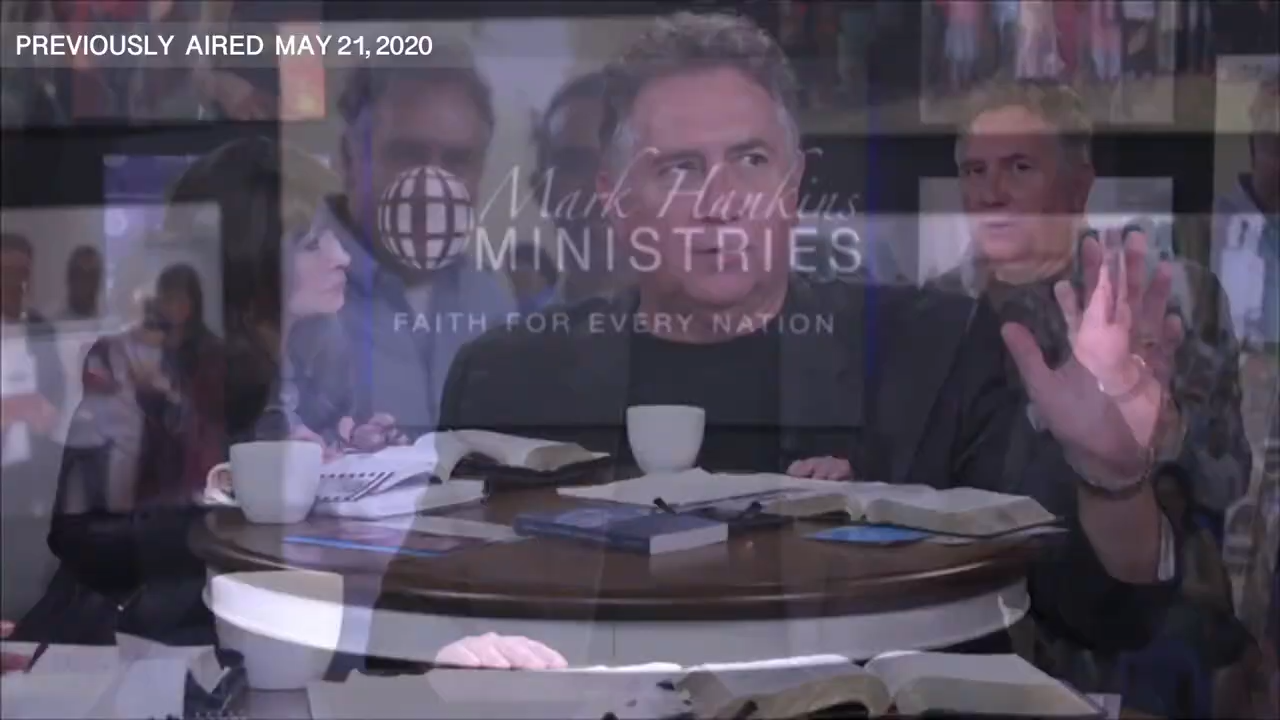 PREVIOUSLY AIRED MAY 21, 2020
Mark Hankins
MINISTRIES
FAITH FOR EVERY NATION